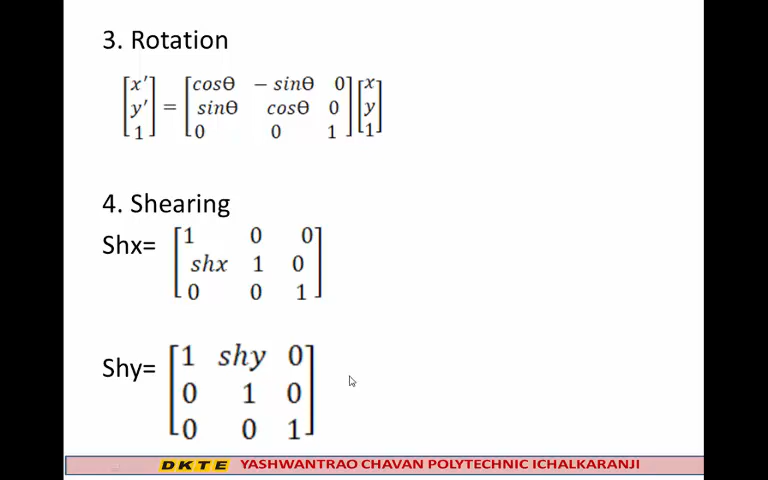 3. Rotation
[x′] = [cosθ − sinθ 0] [x]
[y′] [sinθ cosθ 0] [y]
[1] [0 0 1] [1]
4. Shearing
Shx=
[1 0 0]
[shx 1 0]
[0 0 1]
Shy=
[1 shy 0]
[0 1 0]
[0 0 1]
DKTE YASHWANTRAO CHAVAN POLYTECHNIC ICHALKARANJI